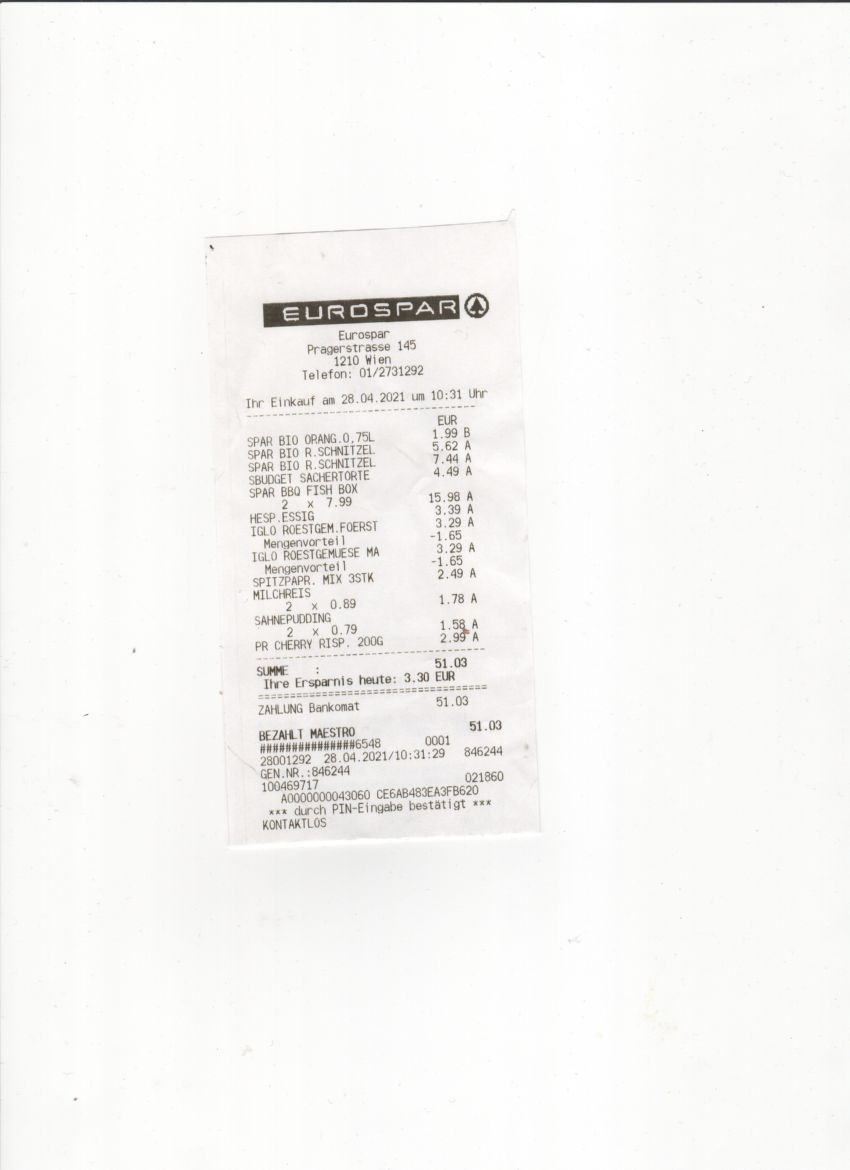 EUROSPAR
Eurospar
Pragerstrasse 145
1210 Wien
Telefon: 01/2731292
Ihr Einkauf am 28.04.2021 um 10:31 Uhr
EUR
SPAR BIO ORANG.0,75L 1.99 B
SPAR BIO R.SCHNITZEL 5.62 A
SPAR BIO R.SCHNITZEL 7.44 A
SBUDGET SACHERTORTE 4.49 A
SPAR BBQ FISH BOX
2 x 7.99 15.98 A
HESP.ESSIG 3.39 A
IGLO ROESTGEM.FOERST 3.29 A
Mengenvorteil -1.65
IGLO ROESTGEMUESE MA 3.29 A
Mengenvorteil -1.65
SPITZPAPR. MIX 3STK 2.49 A
MILCHREIS
2 x 0.89 1.78 A
SAHNEPUDDING
2 x 0.79 1.58 A
PR CHERRY RISP. 200G 2.99 A
SUMME : 51.03
Ihre Ersparnis heute: 3.30 EUR
ZAHLUNG Bankomat 51.03
BEZAHLT MAESTRO 51.03
###############6548 0001
28001292 28.04.2021/10:31:29 846244
GEN.NR.:846244
100469717 021860
A0000000043060 CE6AB483EA3FB620
*** durch PIN-Eingabe bestätigt ***
KONTAKTLOS